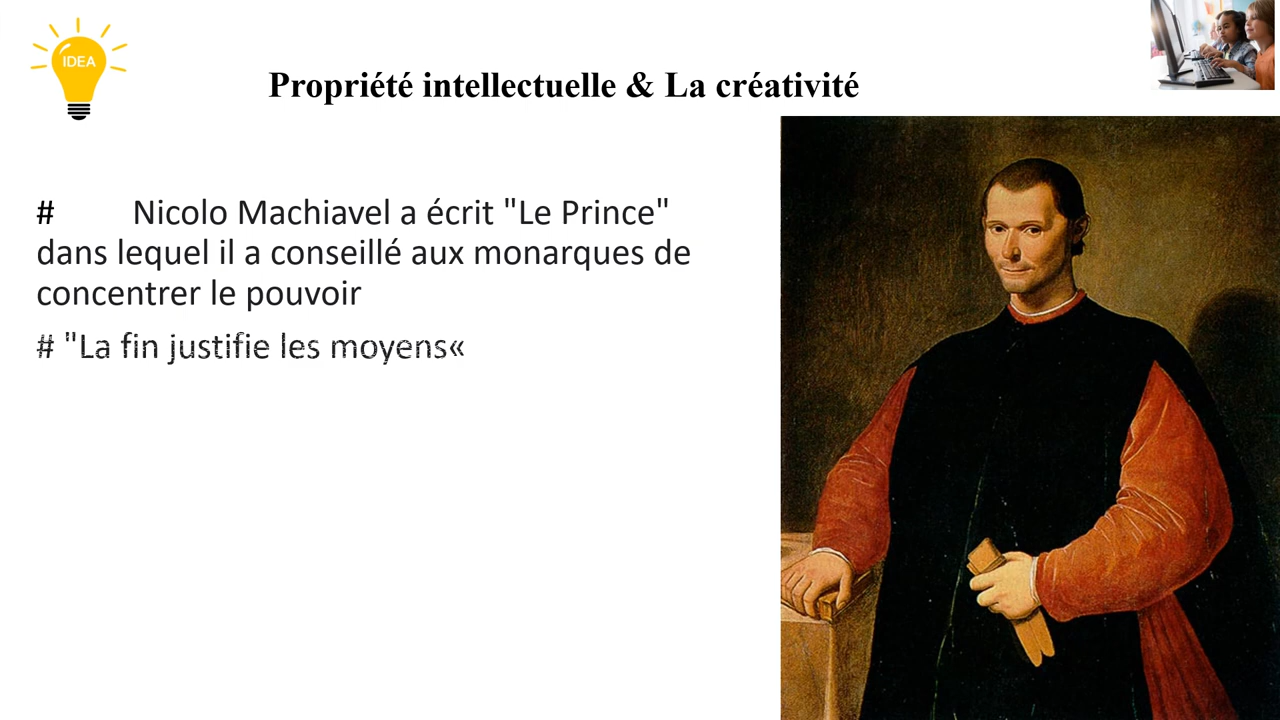 IDEA
Propriété intellectuelle & La créativité
# Nicolo Machiavel a écrit "Le Prince"
dans lequel il a conseillé aux monarques de
concentrer le pouvoir
# "La fin justifie les moyens«